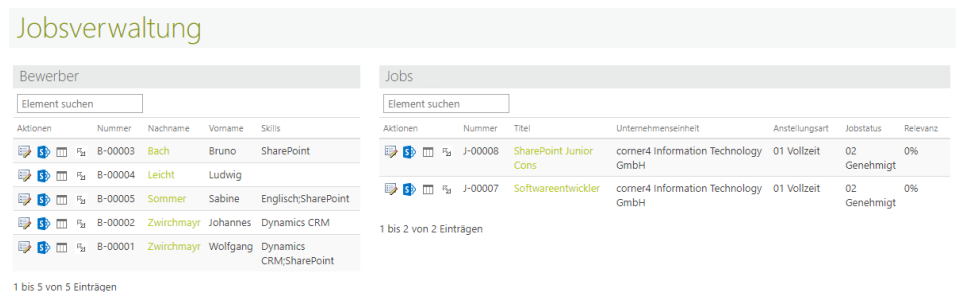 Jobsverwaltung
Bewerber
Element suchen
Aktionen Nummer Nachname Vorname Skills
B-00003 Bach Bruno SharePoint
B-00004 Leicht Ludwig
B-00005 Sommer Sabine Englisch;SharePoint
B-00002 Zwirchmayr Johannes Dynamics CRM
B-00001 Zwirchmayr Wolfgang Dynamics
CRM;SharePoint
1 bis 5 von 5 Einträgen
Jobs
Element suchen
Aktionen Nummer Titel Unternehmenseinheit Anstellungsart Jobstatus Relevanz
J-00008 SharePoint Junior corner4 Information Technology 01 Vollzeit 02 0%
Cons GmbH Genehmigt
J-00007 Softwareentwickler corner4 Information Technology 01 Vollzeit 02 0%
GmbH Genehmigt
1 bis 2 von 2 Einträgen